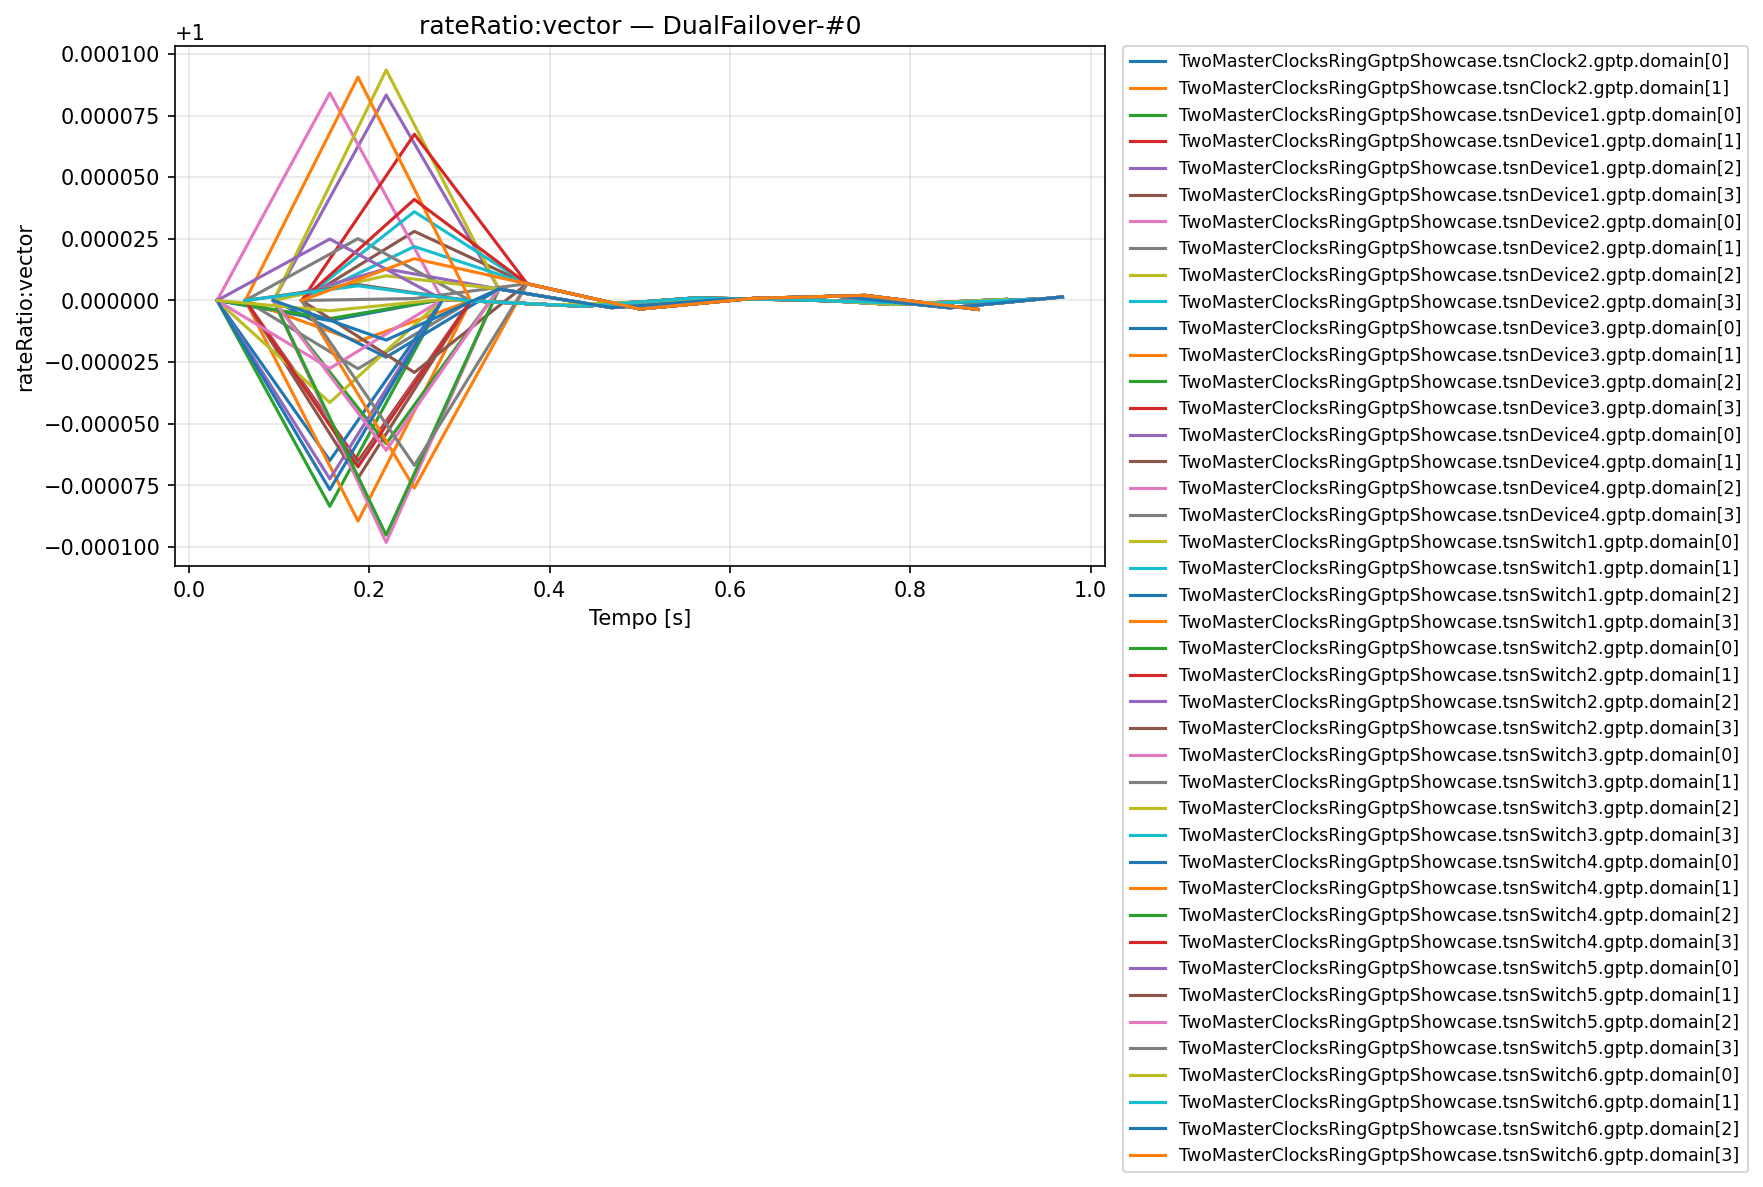 rateRatio:vector — DualFailover-#0
+1
0.000100
0.000075
0.000050
0.000025
0.000000
−0.000025
−0.000050
−0.000075
−0.000100
rateRatio:vector
0.0 0.2 0.4 0.6 0.8 1.0
Tempo [s]
TwoMasterClocksRingGptpShowcase.tsnClock2.gptp.domain[0]
TwoMasterClocksRingGptpShowcase.tsnClock2.gptp.domain[1]
TwoMasterClocksRingGptpShowcase.tsnDevice1.gptp.domain[0]
TwoMasterClocksRingGptpShowcase.tsnDevice1.gptp.domain[1]
TwoMasterClocksRingGptpShowcase.tsnDevice1.gptp.domain[2]
TwoMasterClocksRingGptpShowcase.tsnDevice1.gptp.domain[3]
TwoMasterClocksRingGptpShowcase.tsnDevice2.gptp.domain[0]
TwoMasterClocksRingGptpShowcase.tsnDevice2.gptp.domain[1]
TwoMasterClocksRingGptpShowcase.tsnDevice2.gptp.domain[2]
TwoMasterClocksRingGptpShowcase.tsnDevice2.gptp.domain[3]
TwoMasterClocksRingGptpShowcase.tsnDevice3.gptp.domain[0]
TwoMasterClocksRingGptpShowcase.tsnDevice3.gptp.domain[1]
TwoMasterClocksRingGptpShowcase.tsnDevice3.gptp.domain[2]
TwoMasterClocksRingGptpShowcase.tsnDevice3.gptp.domain[3]
TwoMasterClocksRingGptpShowcase.tsnDevice4.gptp.domain[0]
TwoMasterClocksRingGptpShowcase.tsnDevice4.gptp.domain[1]
TwoMasterClocksRingGptpShowcase.tsnDevice4.gptp.domain[2]
TwoMasterClocksRingGptpShowcase.tsnDevice4.gptp.domain[3]
TwoMasterClocksRingGptpShowcase.tsnSwitch1.gptp.domain[0]
TwoMasterClocksRingGptpShowcase.tsnSwitch1.gptp.domain[1]
TwoMasterClocksRingGptpShowcase.tsnSwitch1.gptp.domain[2]
TwoMasterClocksRingGptpShowcase.tsnSwitch1.gptp.domain[3]
TwoMasterClocksRingGptpShowcase.tsnSwitch2.gptp.domain[0]
TwoMasterClocksRingGptpShowcase.tsnSwitch2.gptp.domain[1]
TwoMasterClocksRingGptpShowcase.tsnSwitch2.gptp.domain[2]
TwoMasterClocksRingGptpShowcase.tsnSwitch2.gptp.domain[3]
TwoMasterClocksRingGptpShowcase.tsnSwitch3.gptp.domain[0]
TwoMasterClocksRingGptpShowcase.tsnSwitch3.gptp.domain[1]
TwoMasterClocksRingGptpShowcase.tsnSwitch3.gptp.domain[2]
TwoMasterClocksRingGptpShowcase.tsnSwitch3.gptp.domain[3]
TwoMasterClocksRingGptpShowcase.tsnSwitch4.gptp.domain[0]
TwoMasterClocksRingGptpShowcase.tsnSwitch4.gptp.domain[1]
TwoMasterClocksRingGptpShowcase.tsnSwitch4.gptp.domain[2]
TwoMasterClocksRingGptpShowcase.tsnSwitch4.gptp.domain[3]
TwoMasterClocksRingGptpShowcase.tsnSwitch5.gptp.domain[0]
TwoMasterClocksRingGptpShowcase.tsnSwitch5.gptp.domain[1]
TwoMasterClocksRingGptpShowcase.tsnSwitch5.gptp.domain[2]
TwoMasterClocksRingGptpShowcase.tsnSwitch5.gptp.domain[3]
TwoMasterClocksRingGptpShowcase.tsnSwitch6.gptp.domain[0]
TwoMasterClocksRingGptpShowcase.tsnSwitch6.gptp.domain[1]
TwoMasterClocksRingGptpShowcase.tsnSwitch6.gptp.domain[2]
TwoMasterClocksRingGptpShowcase.tsnSwitch6.gptp.domain[3]